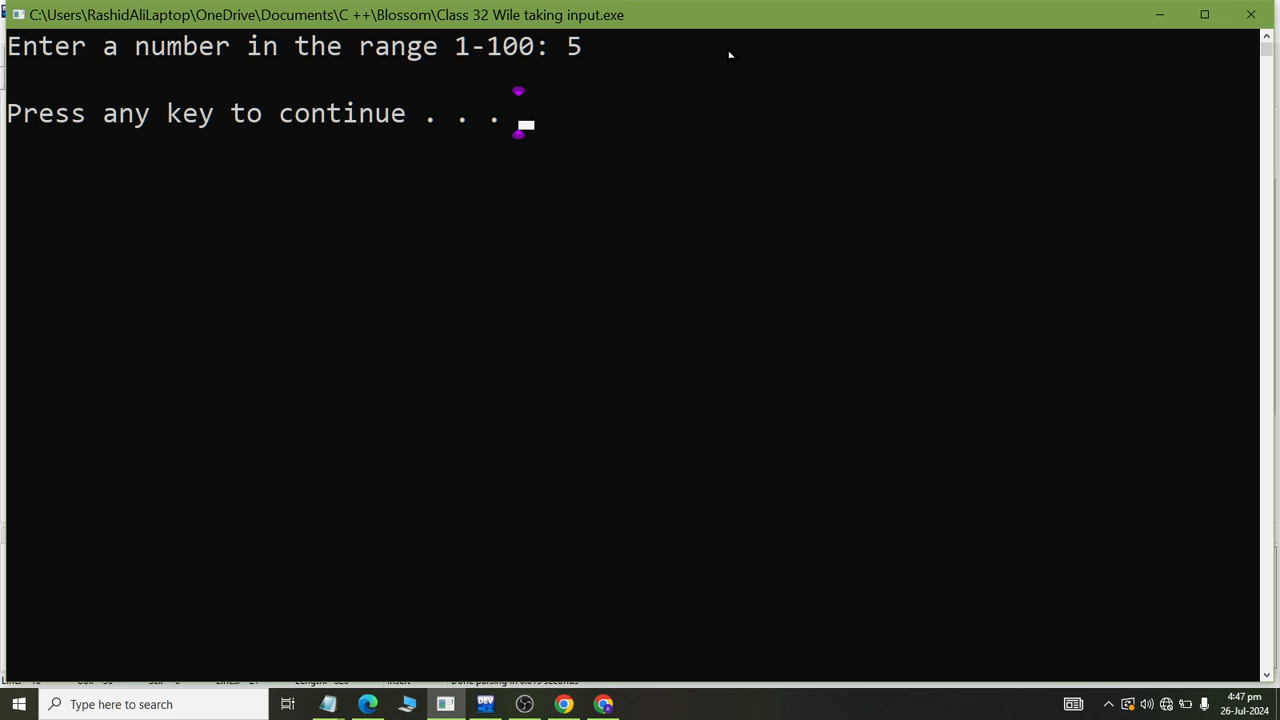 C:\Users\RashidAliLaptop\OneDrive\Documents\C ++\Blossom\Class 32 Wile taking input.exe
Enter a number in the range 1-100: 5
Press any key to continue . . .
Type here to search
DEV
4:47 pm
26-Jul-2024